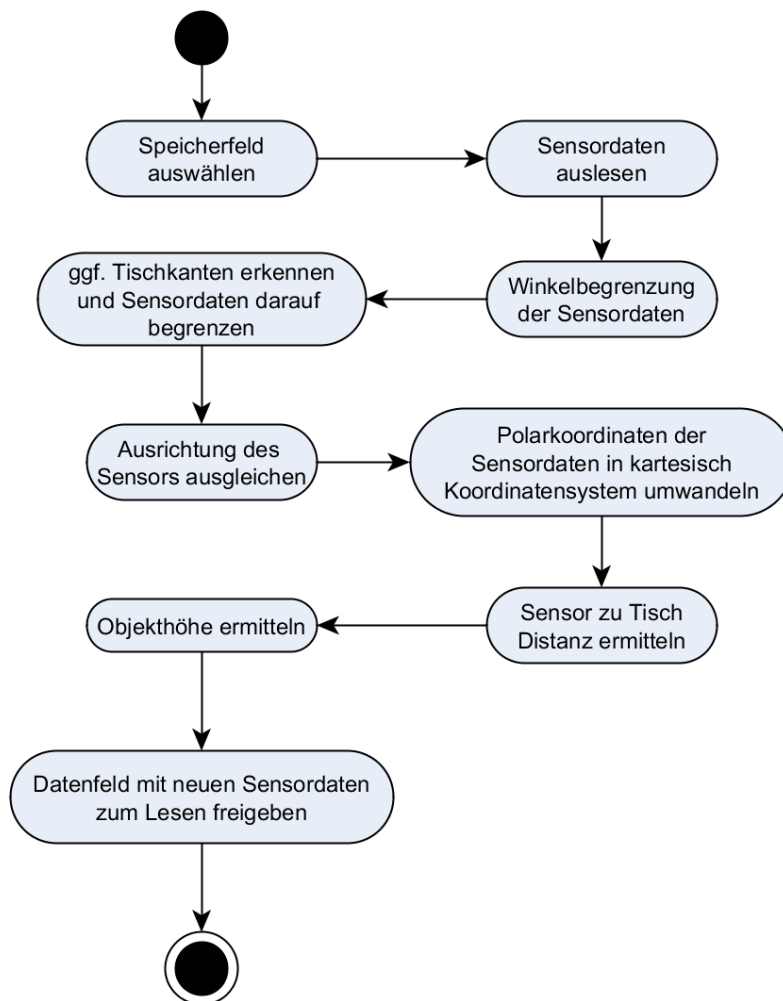 Speicherfeld
auswählen
Sensordaten
auslesen
Winkelbegrenzung
der Sensordaten
ggf. Tischkanten erkennen
und Sensordaten darauf
begrenzen
Ausrichtung des
Sensors ausgleichen
Polarkoordinaten der
Sensordaten in kartesisch
Koordinatensystem umwandeln
Sensor zu Tisch
Distanz ermitteln
Objekthöhe ermitteln
Datenfeld mit neuen Sensordaten
zum Lesen freigeben